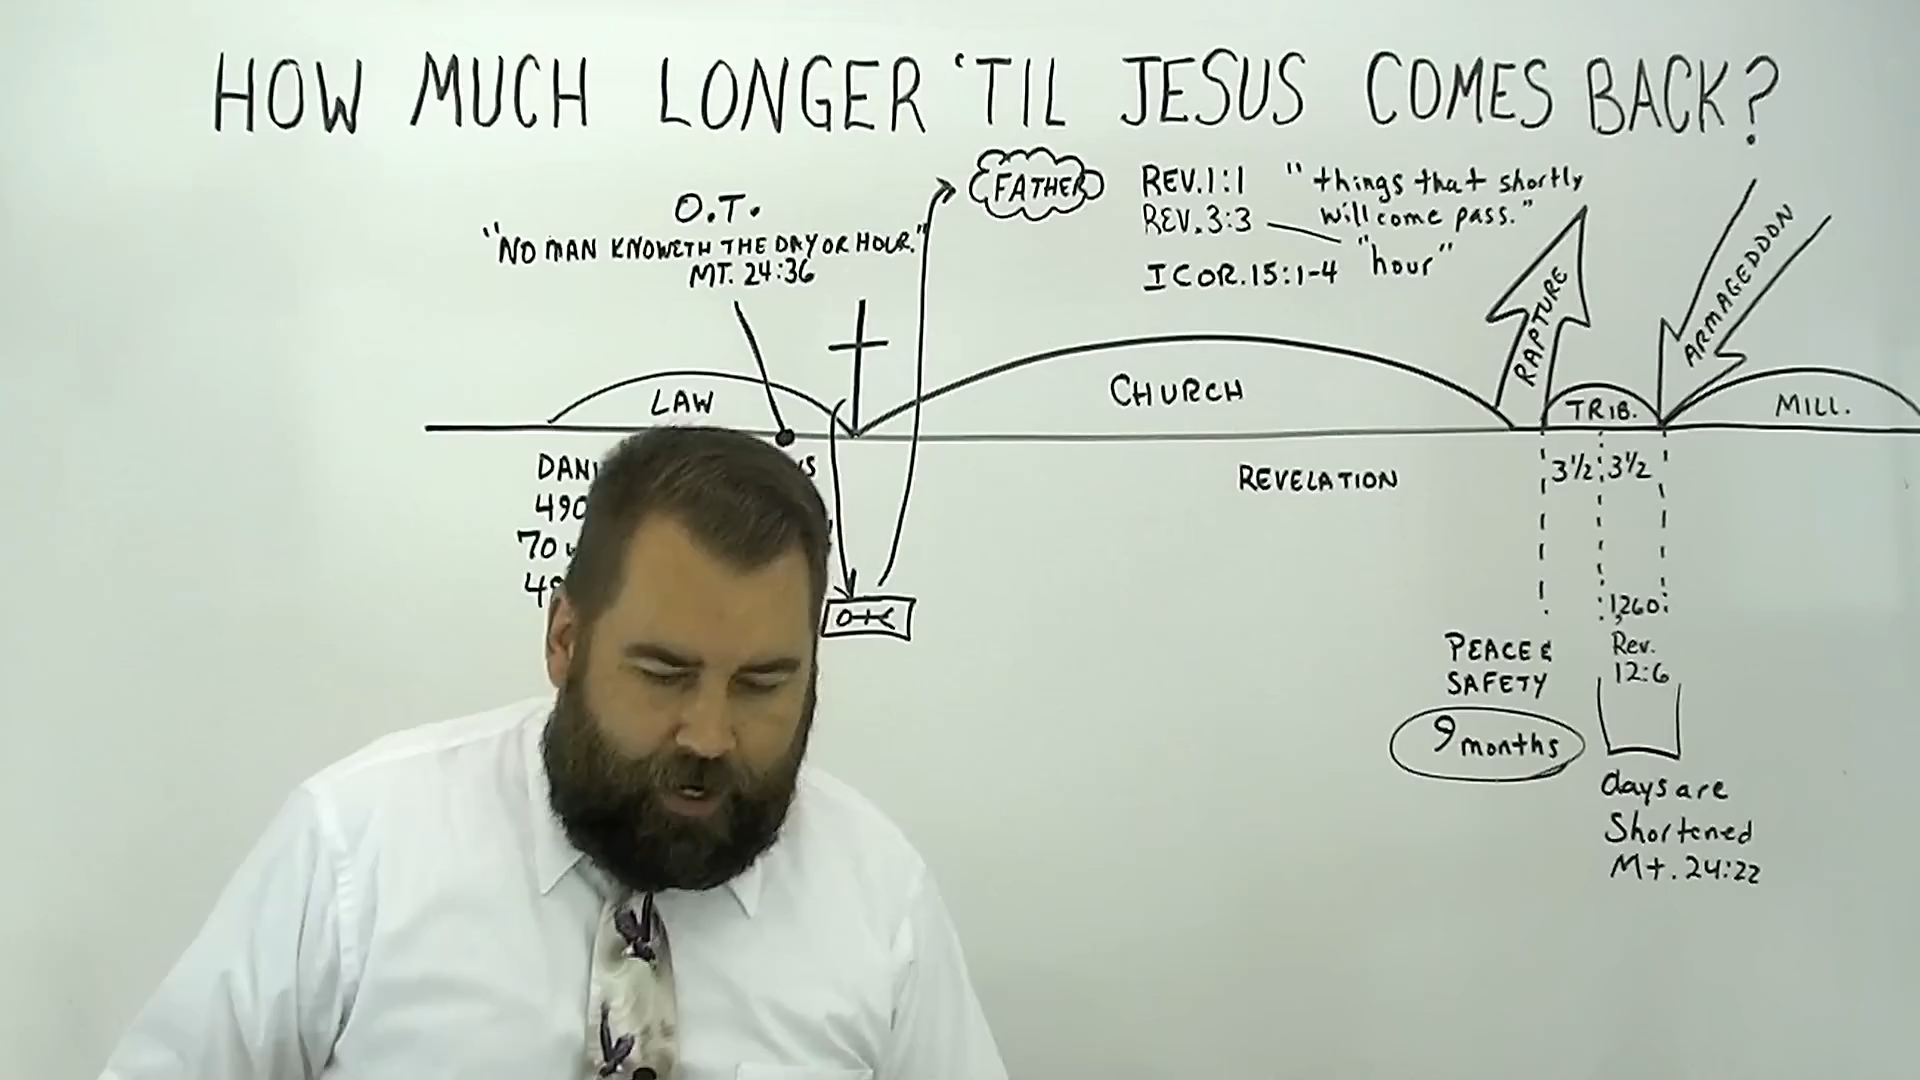 HOW MUCH LONGER 'TIL JESUS COMES BACK?
O.T.
"NO MAN KNOWETH THE DAY OR HOUR."
MT. 24:36
FATHER
REV. 1:1 "things that shortly
will come pass."
REV. 3:3
"hour"
I COR. 15:1-4
RAPTURE
ARMAGEDDON
LAW
CHURCH
TRIB.
MILL.
490
70
REVELATION
3½ 3½
1,260
Rev.
12:6
PEACE &
SAFETY
9 months
days are
Shortened
Mt. 24:22